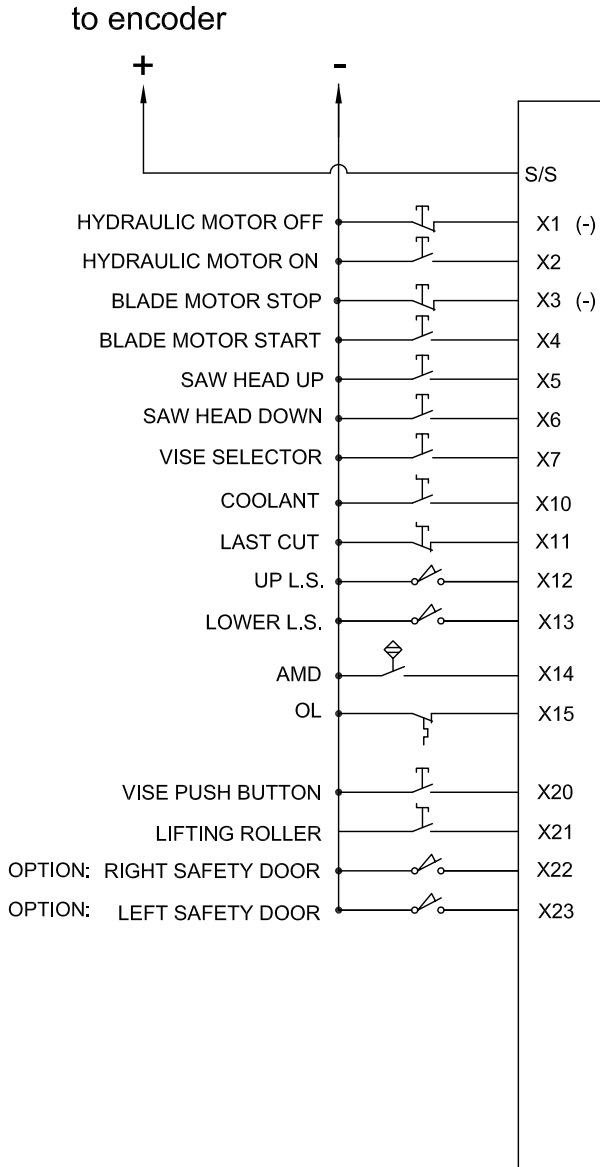 to encoder
+ -
S/S
HYDRAULIC MOTOR OFF X1 (-)
HYDRAULIC MOTOR ON X2
BLADE MOTOR STOP X3 (-)
BLADE MOTOR START X4
SAW HEAD UP X5
SAW HEAD DOWN X6
VISE SELECTOR X7
COOLANT X10
LAST CUT X11
UP L.S. X12
LOWER L.S. X13
AMD X14
OL X15
VISE PUSH BUTTON X20
LIFTING ROLLER X21
OPTION: RIGHT SAFETY DOOR X22
OPTION: LEFT SAFETY DOOR X23